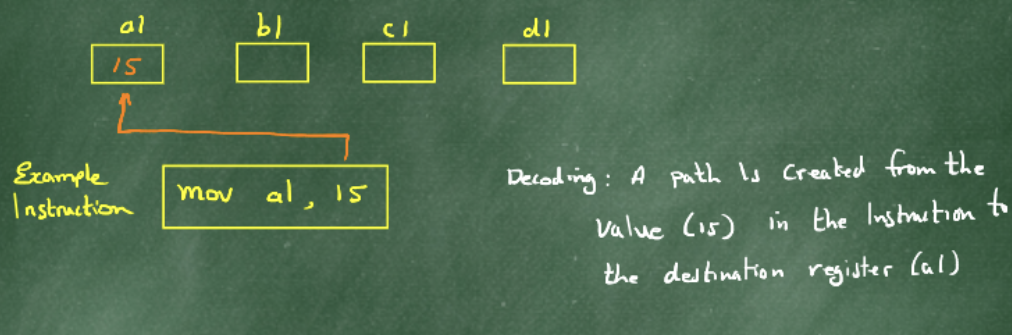 al bl cl dl
15
Example
Instruction
mov al, 15
Decoding: A path is created from the
value (15) in the Instruction to
the destination register (al)